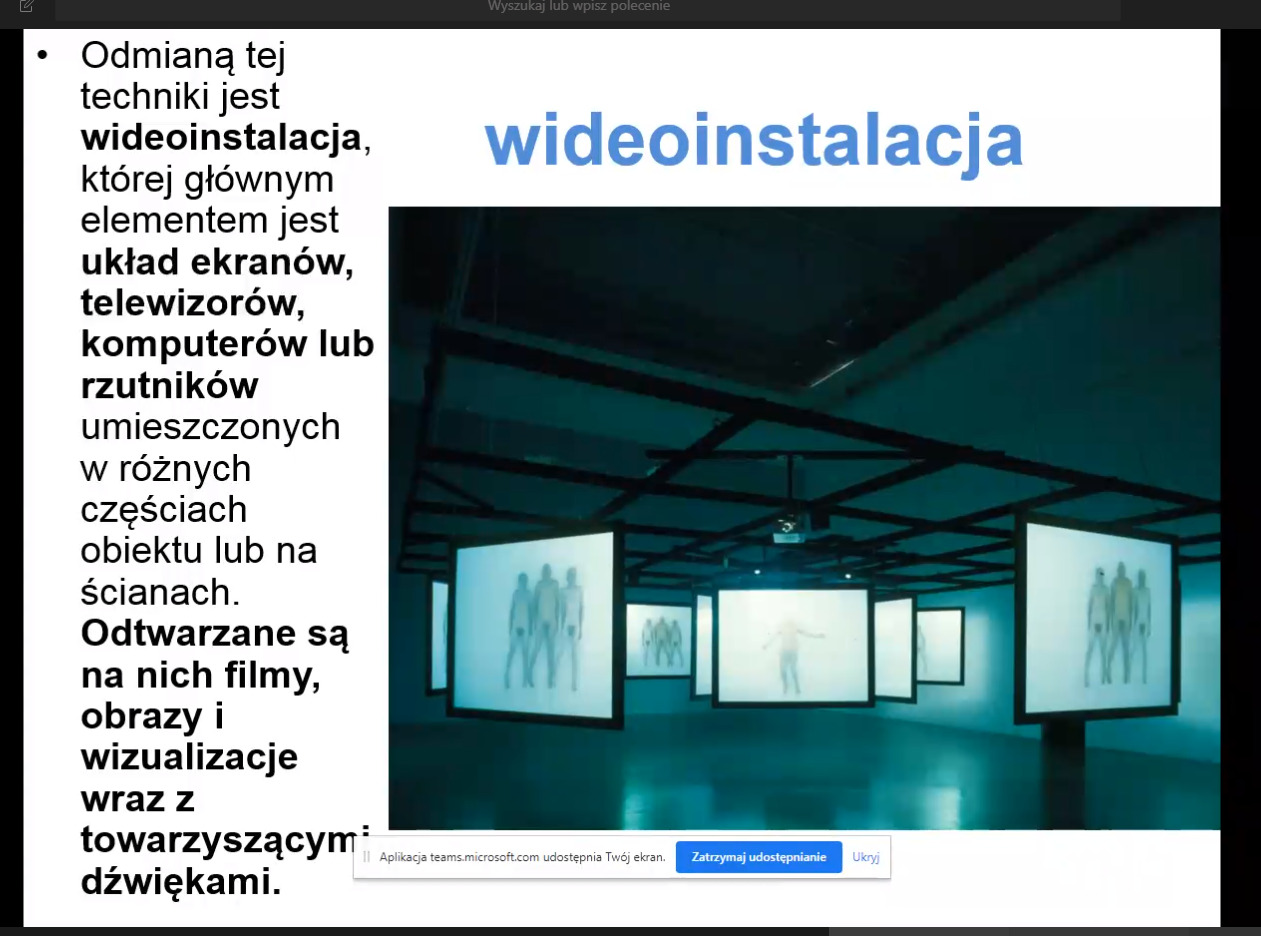 Wyszukaj lub wpisz polecenie
• Odmianą tej
techniki jest
wideoinstalacja,
której głównym
elementem jest
układ ekranów,
telewizorów,
komputerów lub
rzutników
umieszczonych
w różnych
częściach
obiektu lub na
ścianach.
Odtwarzane są
na nich filmy,
obrazy i
wizualizacje
wraz z
towarzyszącymi
dźwiękami.
wideoinstalacja
Aplikacja teams.microsoft.com udostępnia Twój ekran.
Zatrzymaj udostępnianie
Ukryj